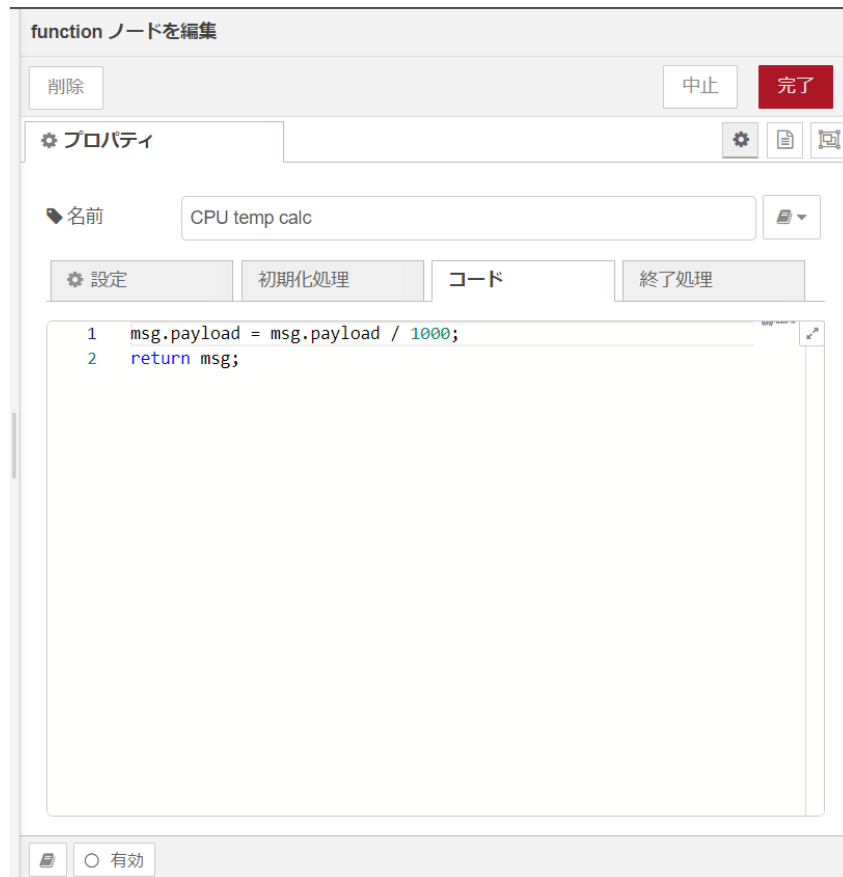 function ノードを編集
削除 中止 完了
プロパティ
名前 CPU temp calc
設定 初期化処理 コード 終了処理
1 msg.payload = msg.payload / 1000;
2 return msg;
有効